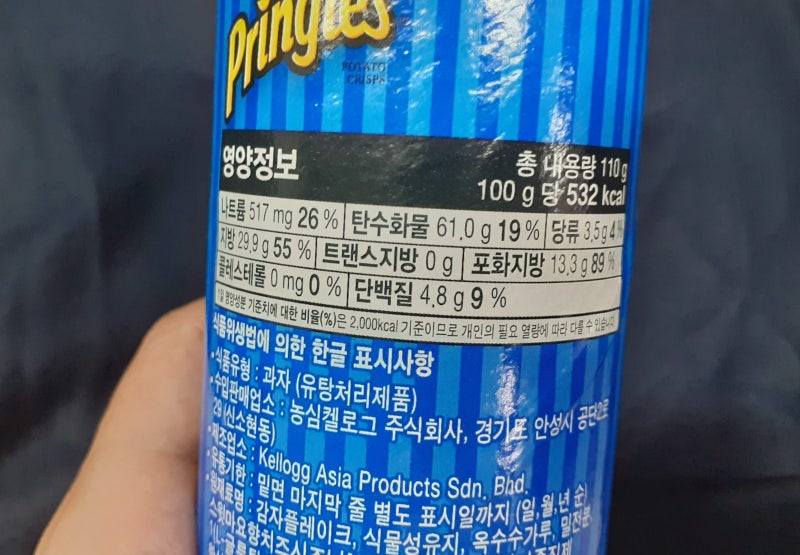 Pringles
POTATO
CRISPS
영양정보
총 내용량 110 g
100 g 당 532 kcal
나트륨 517 mg 26 % 탄수화물 61.0 g 19 % 당류 3.5 g 4 %
지방 29.9 g 55 % 트랜스지방 0 g 포화지방 13.3 g 89 %
콜레스테롤 0 mg 0 % 단백질 4.8 g 9 %
1일 영양성분 기준치에 대한 비율(%)은 2,000kcal 기준이므로 개인의 필요 열량에 따라 다를 수 있습니다
식품위생법에 의한 한글 표시사항
• 식품유형 : 과자 (유탕처리제품)
• 수입판매업소 : 농심켈로그 주식회사, 경기도 안성시 공단1로
29 (신소현동)
• 제조업소 : Kellogg Asia Products Sdn. Bhd.
• 유통기한 : 밑면 마지막 줄 별도 표시일까지 (일,월,년 순)
• 원재료명 : 감자플레이크, 식물성유지, 옥수수가루, 밀전분,